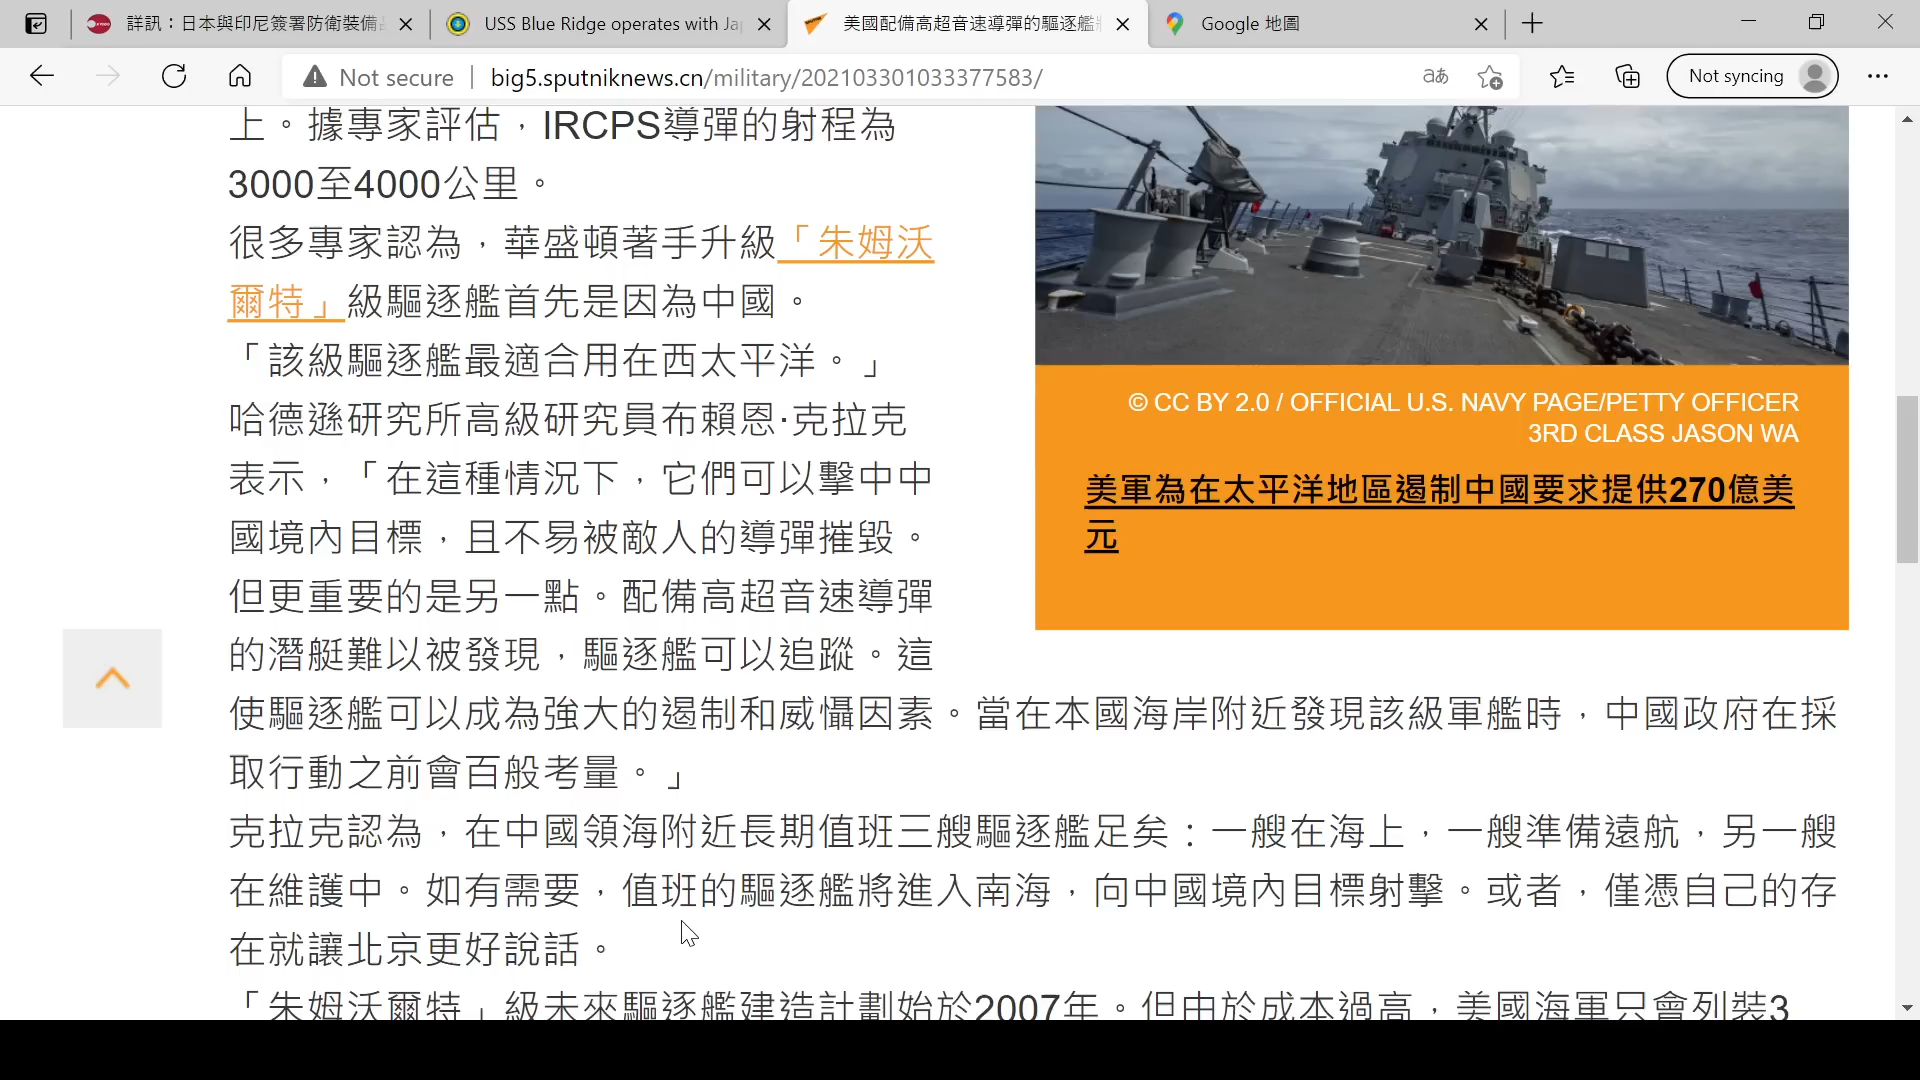 詳訊：日本與印尼簽署防衛裝備
USS Blue Ridge operates with Ja
美國配備高超音速導彈的驅逐艦
Google 地圖
Not secure
big5.sputniknews.cn/military/202103301033377583/
Not syncing
上。據專家評估，IRCPS導彈的射程為
3000至4000公里。
很多專家認為，華盛頓著手升級「朱姆沃
爾特」級驅逐艦首先是因為中國。
「該級驅逐艦最適合用在西太平洋。」
哈德遜研究所高級研究員布賴恩·克拉克
表示，「在這種情況下，它們可以擊中中
國境內目標，且不易被敵人的導彈摧毀。
但更重要的是另一點。配備高超音速導彈
的潛艇難以被發現，驅逐艦可以追蹤。這
使驅逐艦可以成為強大的遏制和威懾因素。當在本國海岸附近發現該級軍艦時，中國政府在採
取行動之前會百般考量。」
克拉克認為，在中國領海附近長期值班三艘驅逐艦足矣：一艘在海上，一艘準備遠航，另一艘
在維護中。如有需要，值班的驅逐艦將進入南海，向中國境內目標射擊。或者，僅憑自己的存
在就讓北京更好說話。
「朱姆沃爾特」級未來驅逐艦建造計劃始於2007年。但由於成本過高，美國海軍只會列裝3
© CC BY 2.0 / OFFICIAL U.S. NAVY PAGE/PETTY OFFICER
3RD CLASS JASON WA
美軍為在太平洋地區遏制中國要求提供270億美
元